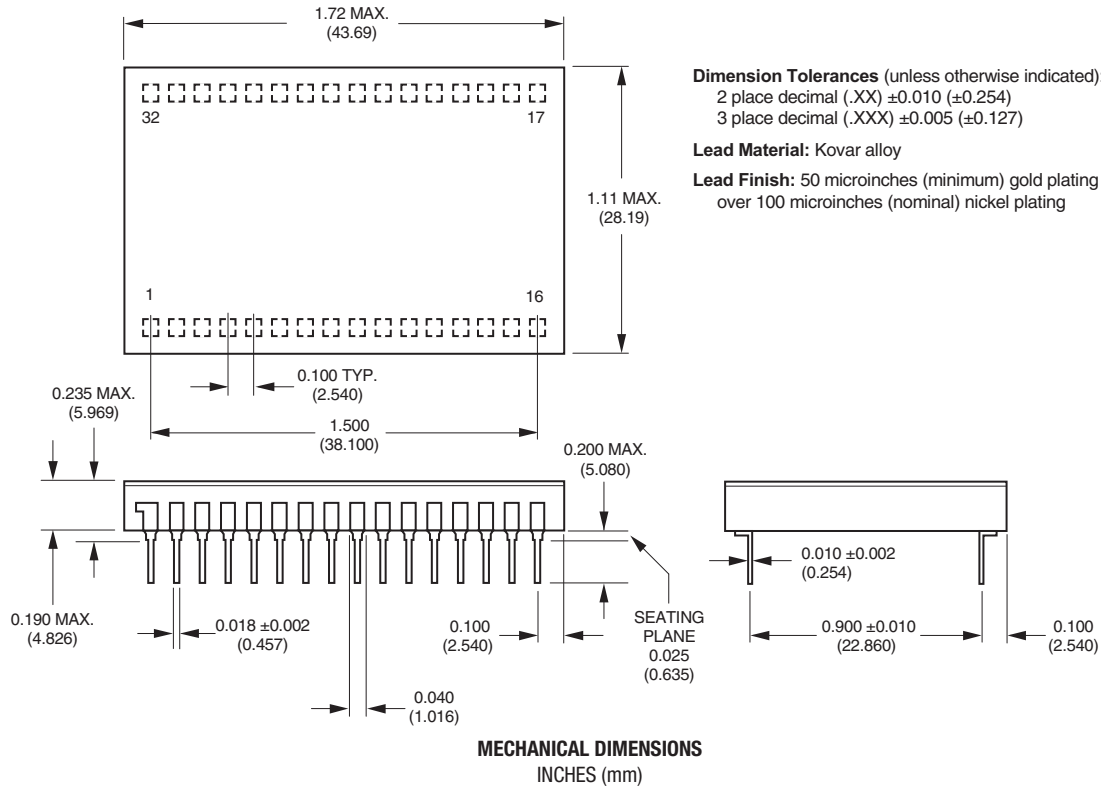 1.72 MAX.
(43.69)
Dimension Tolerances (unless otherwise indicated)
2 place decimal (.XX) ±0.010 (±0.254)
3 place decimal (.XXX) ±0.005 (±0.127)
Lead Material: Kovar alloy
Lead Finish: 50 microinches (minimum) gold plating
over 100 microinches (nominal) nickel plating
32
17
1.11 MAX.
(28.19)
1
16
0.100 TYP.
(2.540)
0.235 MAX.
(5.969)
1.500
(38.100)
0.200 MAX.
(5.080)
0.010 ±0.002
(0.254)
0.190 MAX.
(4.826)
0.018 ±0.002
(0.457)
0.100
(2.540)
SEATING
PLANE
0.025
(0.635)
0.900 ±0.010
(22.860)
0.100
(2.540)
0.040
(1.016)
MECHANICAL DIMENSIONS
INCHES (mm)